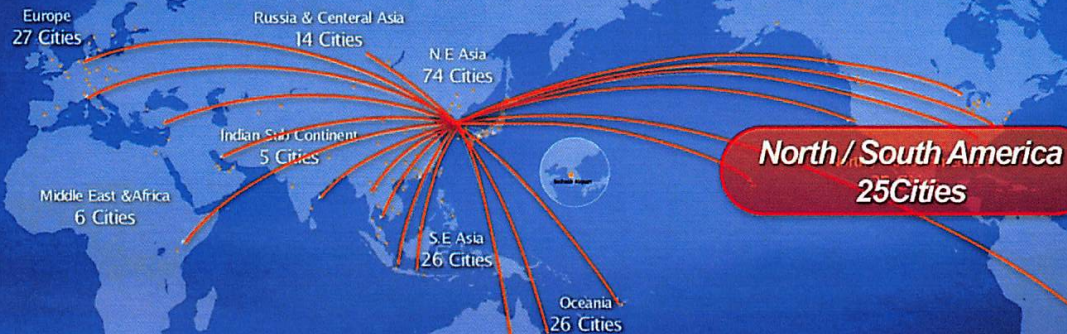 Europe
27 Cities
Russia & Centeral Asia
14 Cities
N.E Asia
74 Cities
Indian Sub Continent
5 Cities
North / South America
25Cities
Middle East &Africa
6 Cities
S.E Asia
26 Cities
Oceania
26 Cities